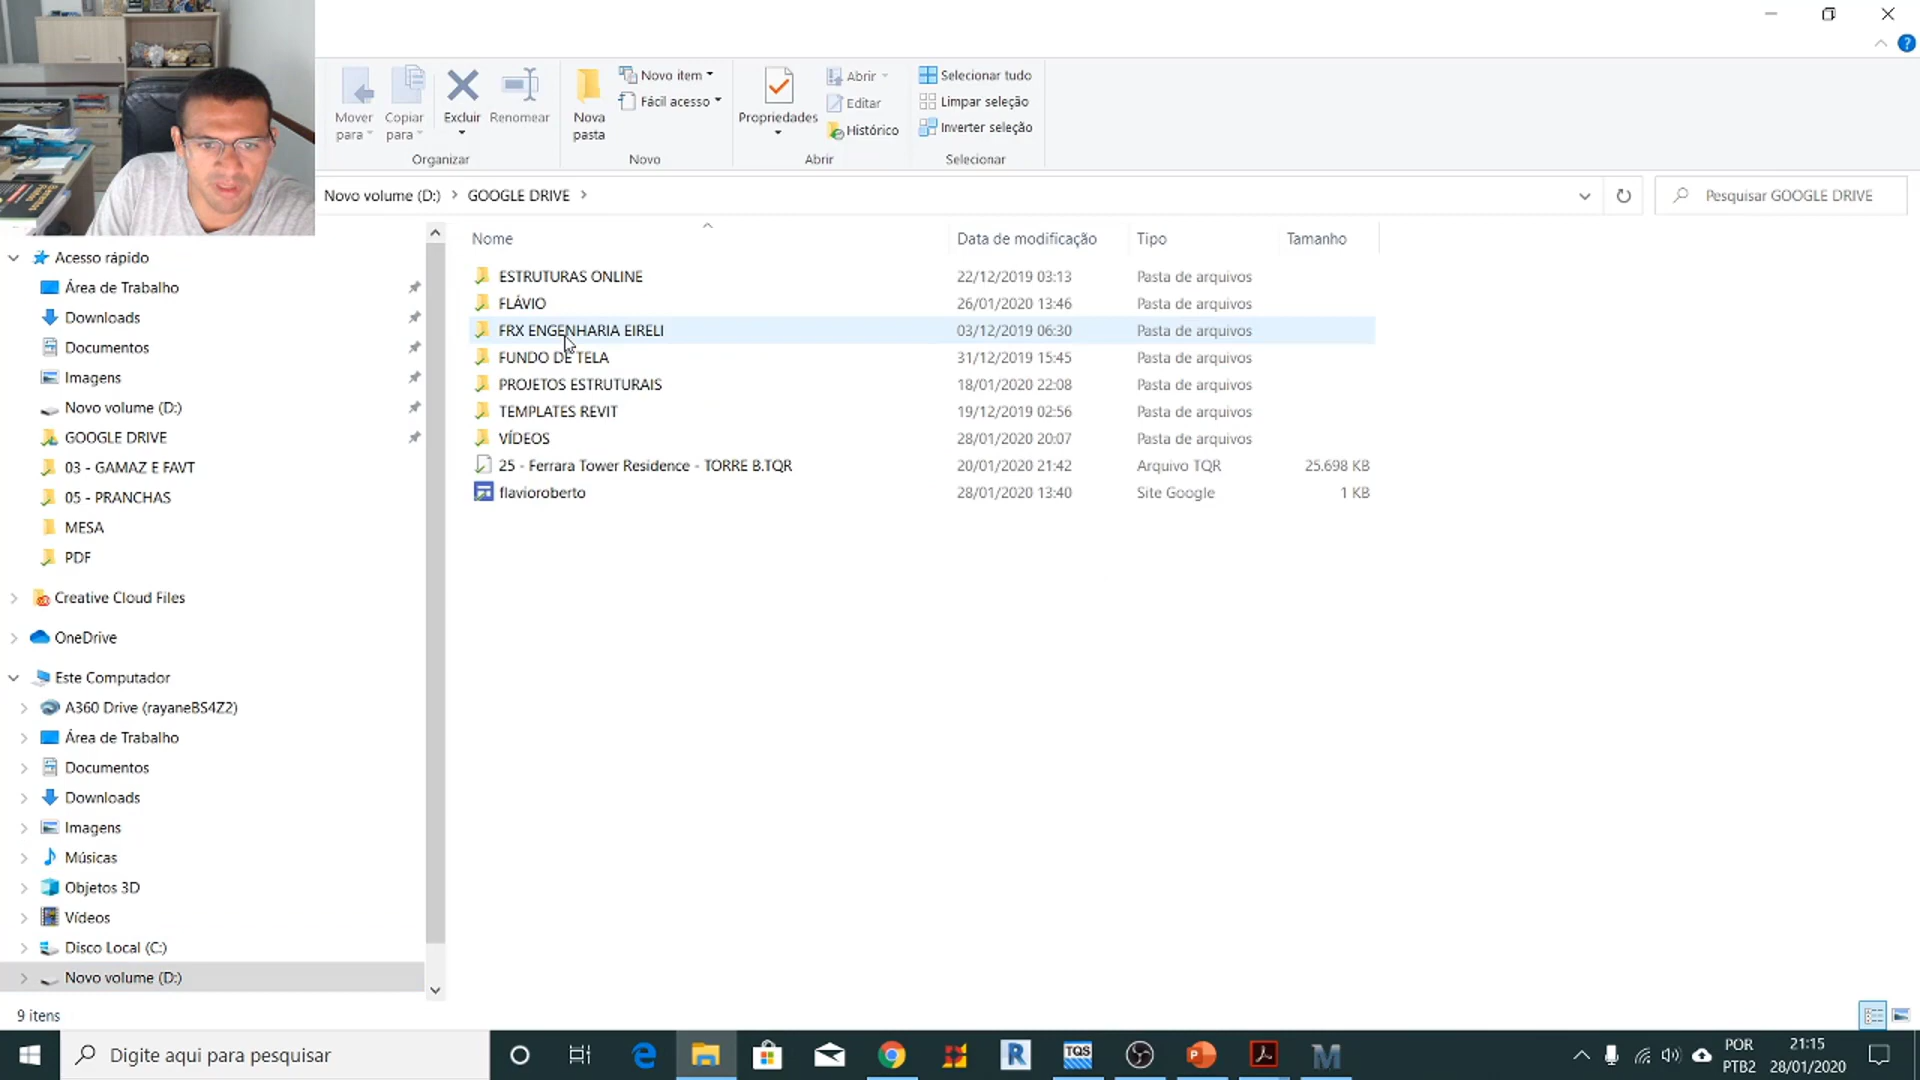 Mover para
Copiar para
Excluir
Renomear
Nova pasta
Novo item
Fácil acesso
Propriedades
Abrir
Editar
Histórico
Selecionar tudo
Limpar seleção
Inverter seleção
Organizar
Novo
Abrir
Selecionar
Novo volume (D:) > GOOGLE DRIVE >
Pesquisar GOOGLE DRIVE
Nome Data de modificação Tipo Tamanho
ESTRUTURAS ONLINE 22/12/2019 03:13 Pasta de arquivos
FLÁVIO 26/01/2020 13:46 Pasta de arquivos
FRX ENGENHARIA EIRELI 03/12/2019 06:30 Pasta de arquivos
FUNDO DE TELA 31/12/2019 15:45 Pasta de arquivos
PROJETOS ESTRUTURAIS 18/01/2020 22:08 Pasta de arquivos
TEMPLATES REVIT 19/12/2019 02:56 Pasta de arquivos
VÍDEOS 28/01/2020 20:07 Pasta de arquivos
25 - Ferrara Tower Residence - TORRE B.TQR 20/01/2020 21:42 Arquivo TQR 25.698 KB
flavioroberto 28/01/2020 13:40 Site Google 1 KB
Acesso rápido
Área de Trabalho
Downloads
Documentos
Imagens
Novo volume (D:)
GOOGLE DRIVE
03 - GAMAZ E FAVT
05 - PRANCHAS
MESA
PDF
Creative Cloud Files
OneDrive
Este Computador
A360 Drive (rayaneBS4Z2)
Área de Trabalho
Documentos
Downloads
Imagens
Músicas
Objetos 3D
Vídeos
Disco Local (C:)
Novo volume (D:)
9 itens
Digite aqui para pesquisar
TQS
POR
PTB2
21:15
28/01/2020